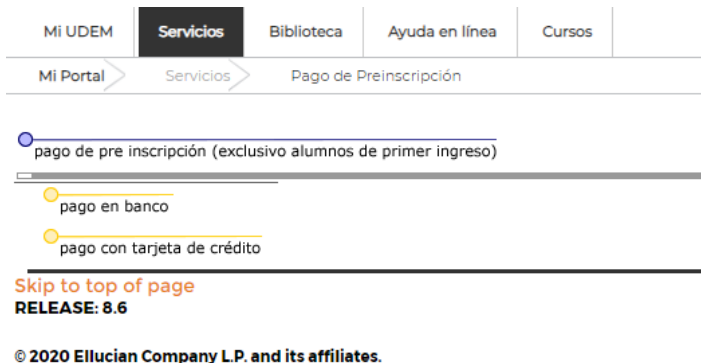 Mi UDEM Servicios Biblioteca Ayuda en línea Cursos
Mi Portal Servicios Pago de Preinscripción
pago de pre inscripción (exclusivo alumnos de primer ingreso)
pago en banco
pago con tarjeta de crédito
Skip to top of page
RELEASE: 8.6
© 2020 Ellucian Company L.P. and its affiliates.